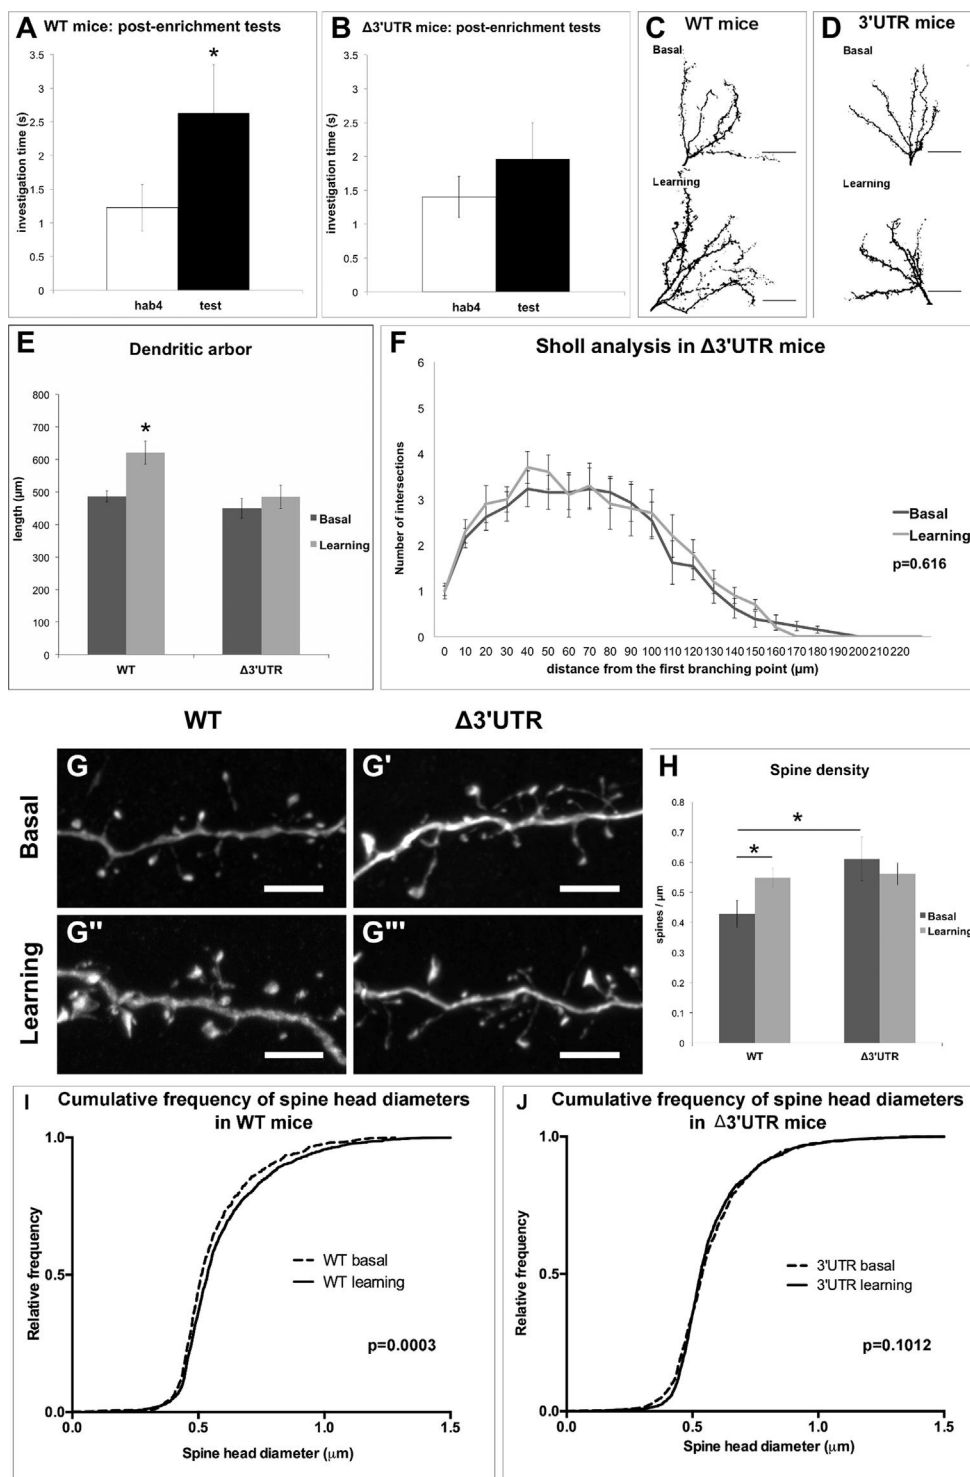 A WT mice: post-enrichment tests
investigation time (s)
3.5
3
2.5
2
1.5
1
0.5
0
*
hab4 test
B Δ3'UTR mice: post-enrichment tests
investigation time (s)
3.5
3
2.5
2
1.5
1
0.5
0
hab4 test
C WT mice
Basal
Learning
D 3'UTR mice
Basal
Learning
E Dendritic arbor
length (µm)
800
700
600
500
400
300
200
100
0
*
WT Δ3'UTR
Basal
Learning
F Sholl analysis in Δ3'UTR mice
Number of intersections
6
5
4
3
2
1
0
0 10 20 30 40 50 60 70 80 90 100 110 120 130 140 150 160 170 180 190 200 210 220
distance from the first branching point (µm)
Basal
Learning
p=0.616
WT Δ3'UTR
Basal
G G'
Learning
G'' G'''
H Spine density
spines / µm
0.8
0.7
0.6
0.5
0.4
0.3
0.2
0.1
0
*
*
WT Δ3'UTR
Basal
Learning
I Cumulative frequency of spine head diameters
in WT mice
Relative frequency
1.0
0.5
0.0
WT basal
WT learning
p=0.0003
0.0 0.5 1.0 1.5
Spine head diameter (µm)
J Cumulative frequency of spine head diameters
in Δ3'UTR mice
Relative frequency
1.0
0.5
0.0
3'UTR basal
3'UTR learning
p=0.1012
0.0 0.5 1.0 1.5
Spine head diameter (µm)